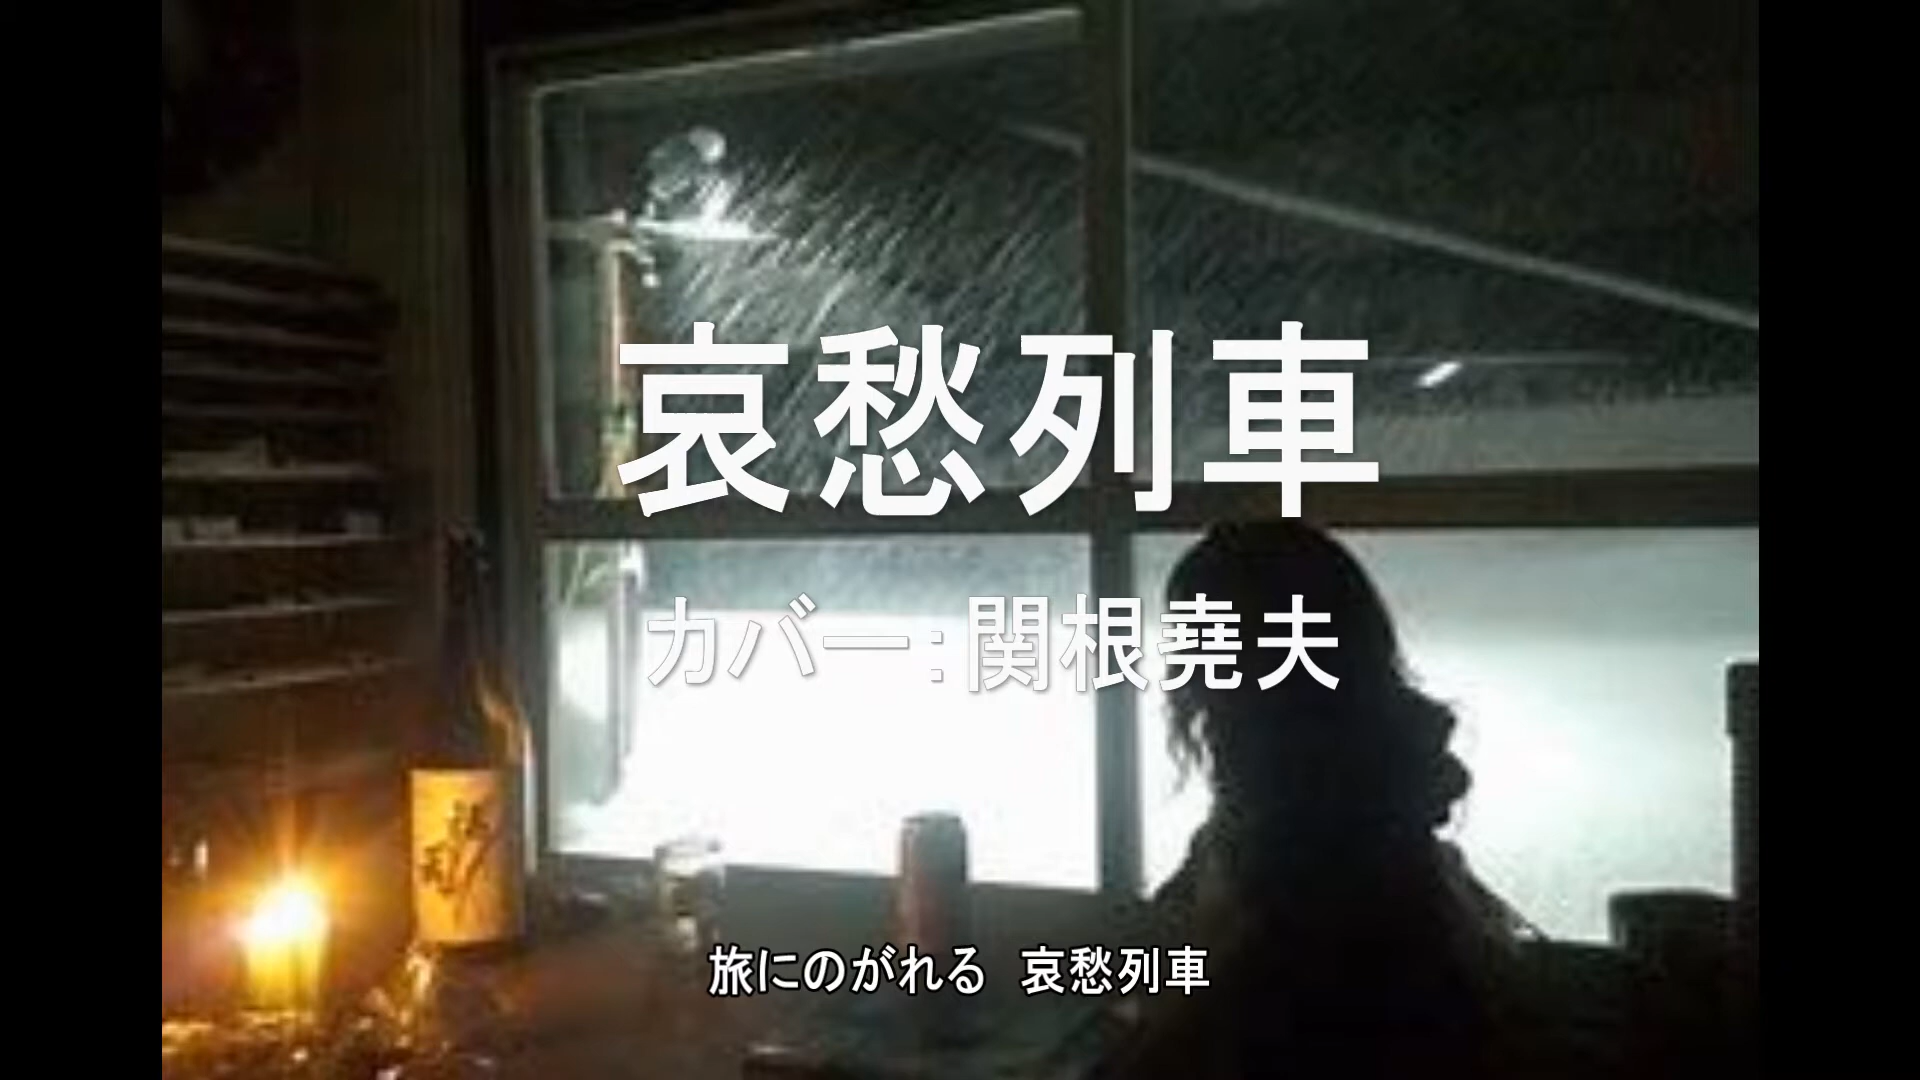 哀愁列車
カバー：関根堯夫
旅にのがれる　哀愁列車